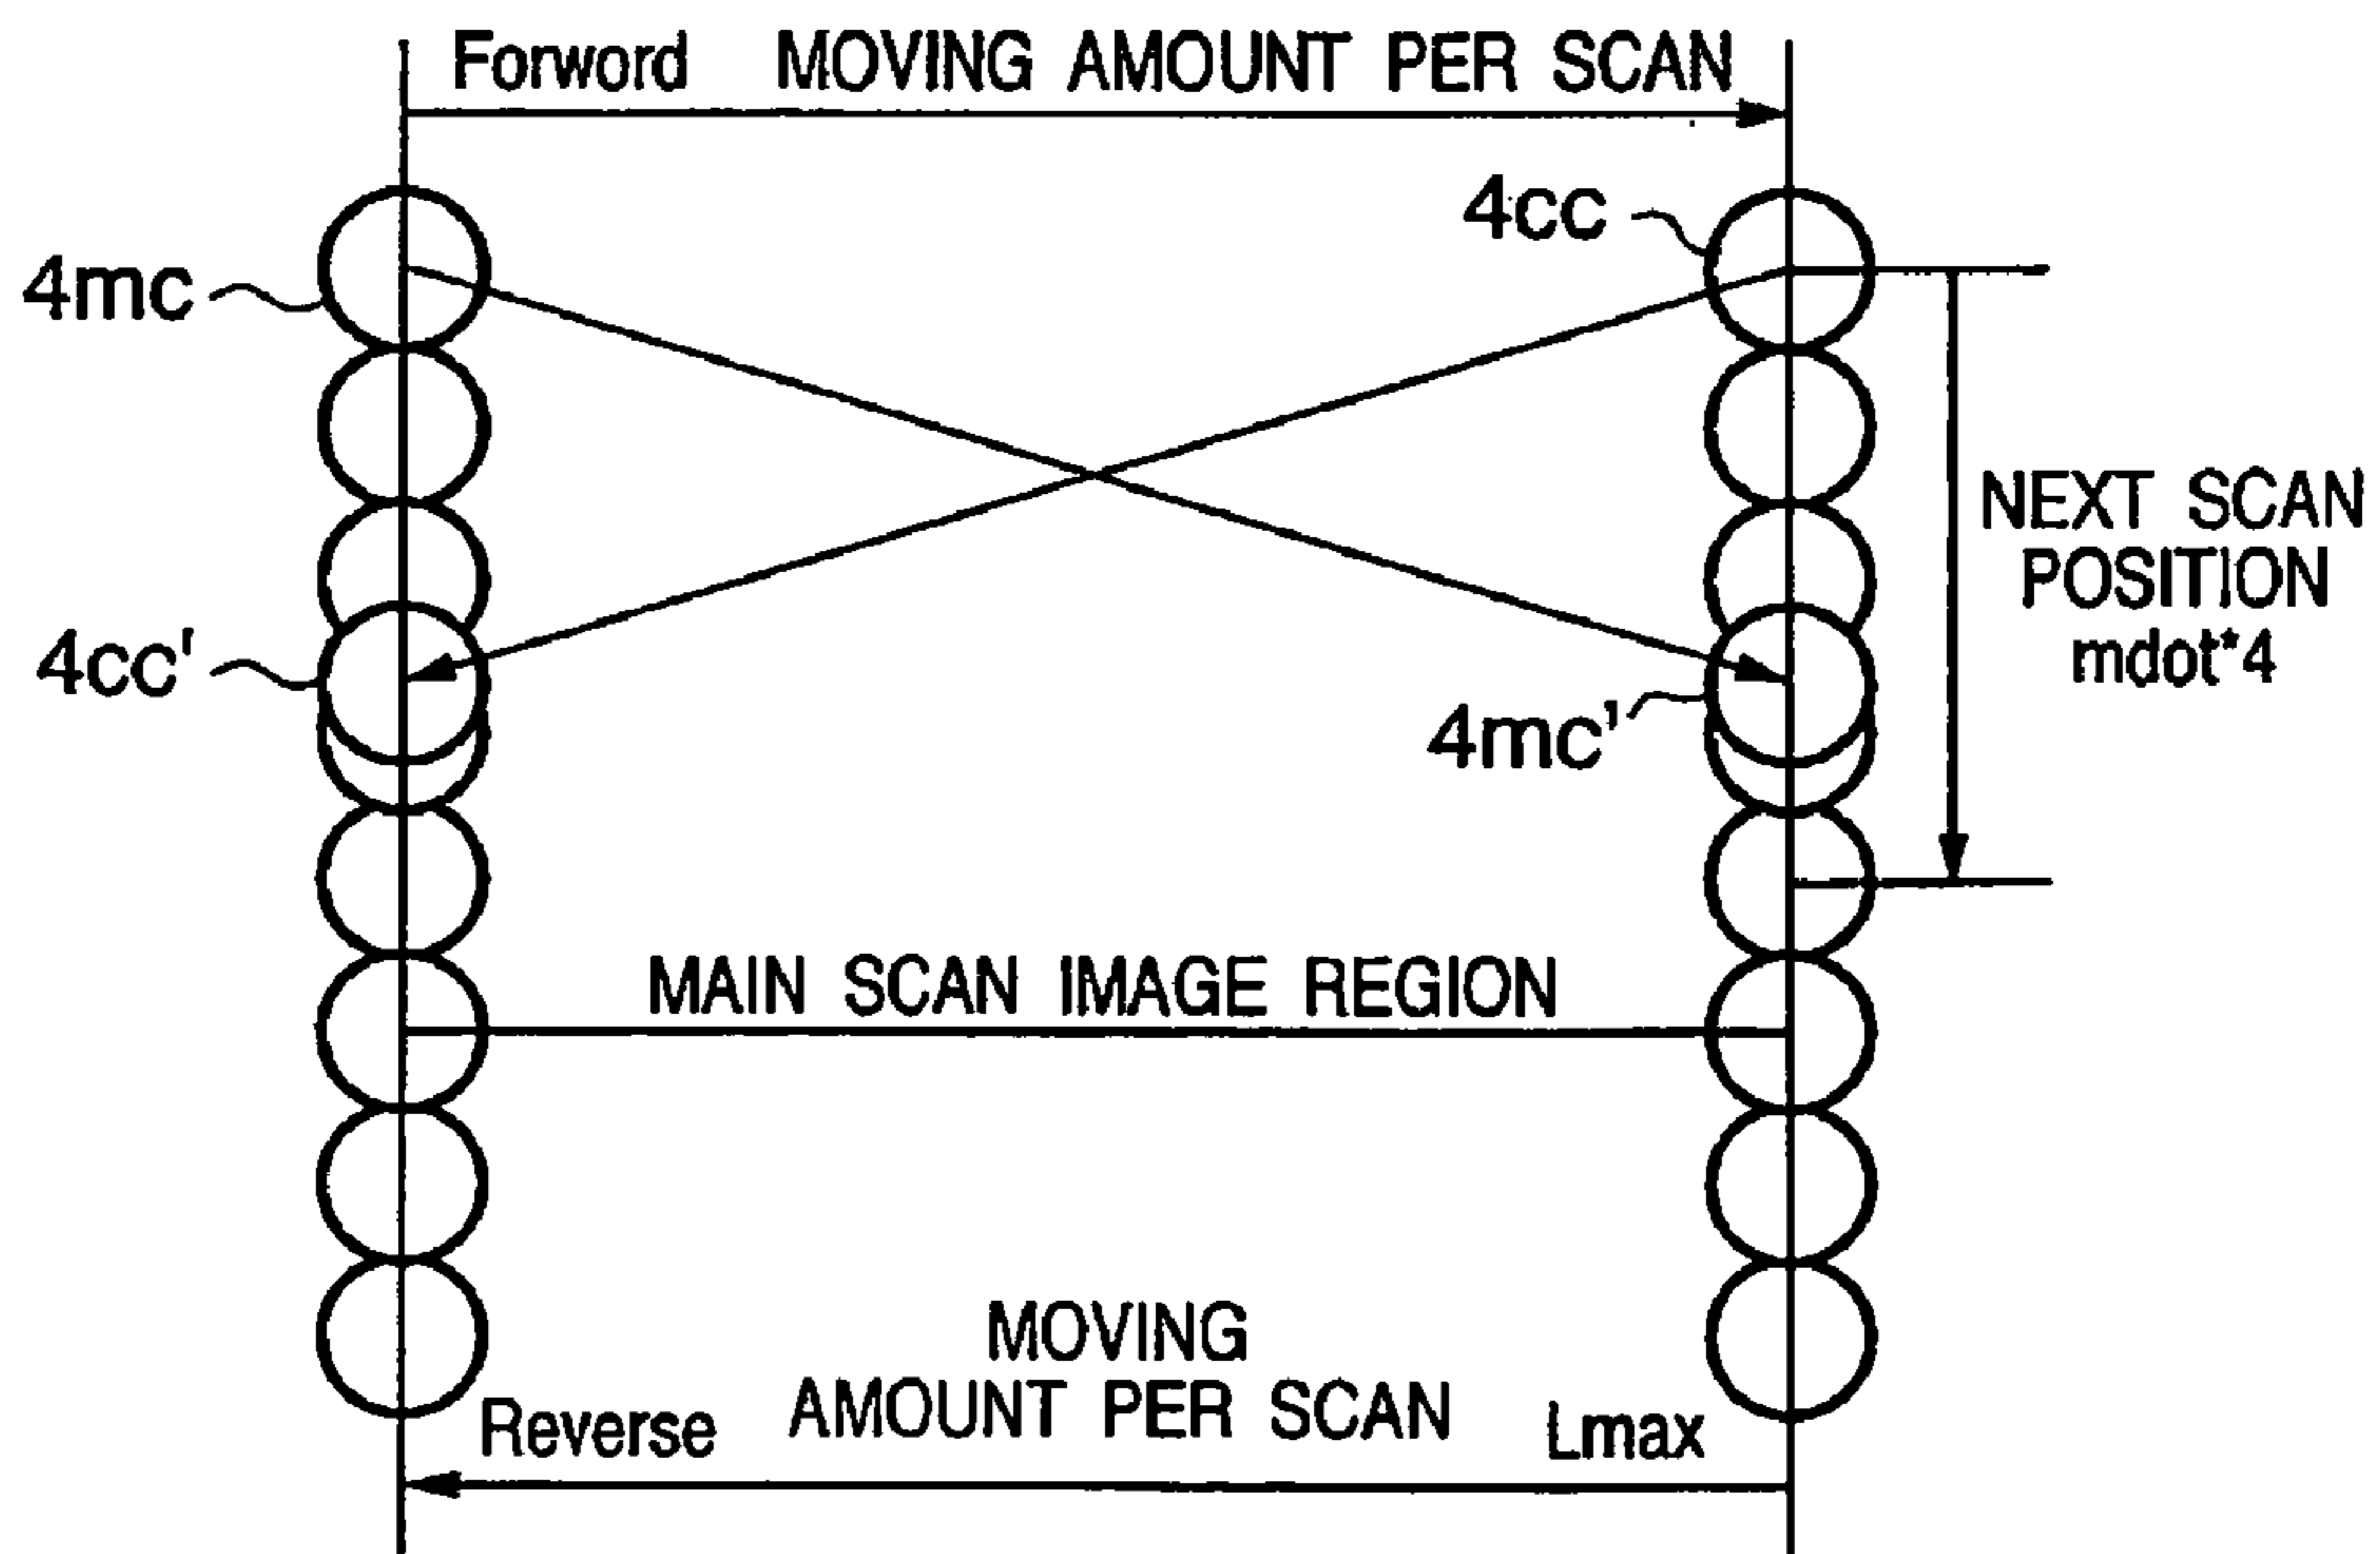 Forword MOVING AMOUNT PER SCAN
4cc
4mc
NEXT SCAN
POSITION
mdot*4
4cc'
4mc'
MAIN SCAN IMAGE REGION
MOVING
AMOUNT PER SCAN
Reverse
Lmax